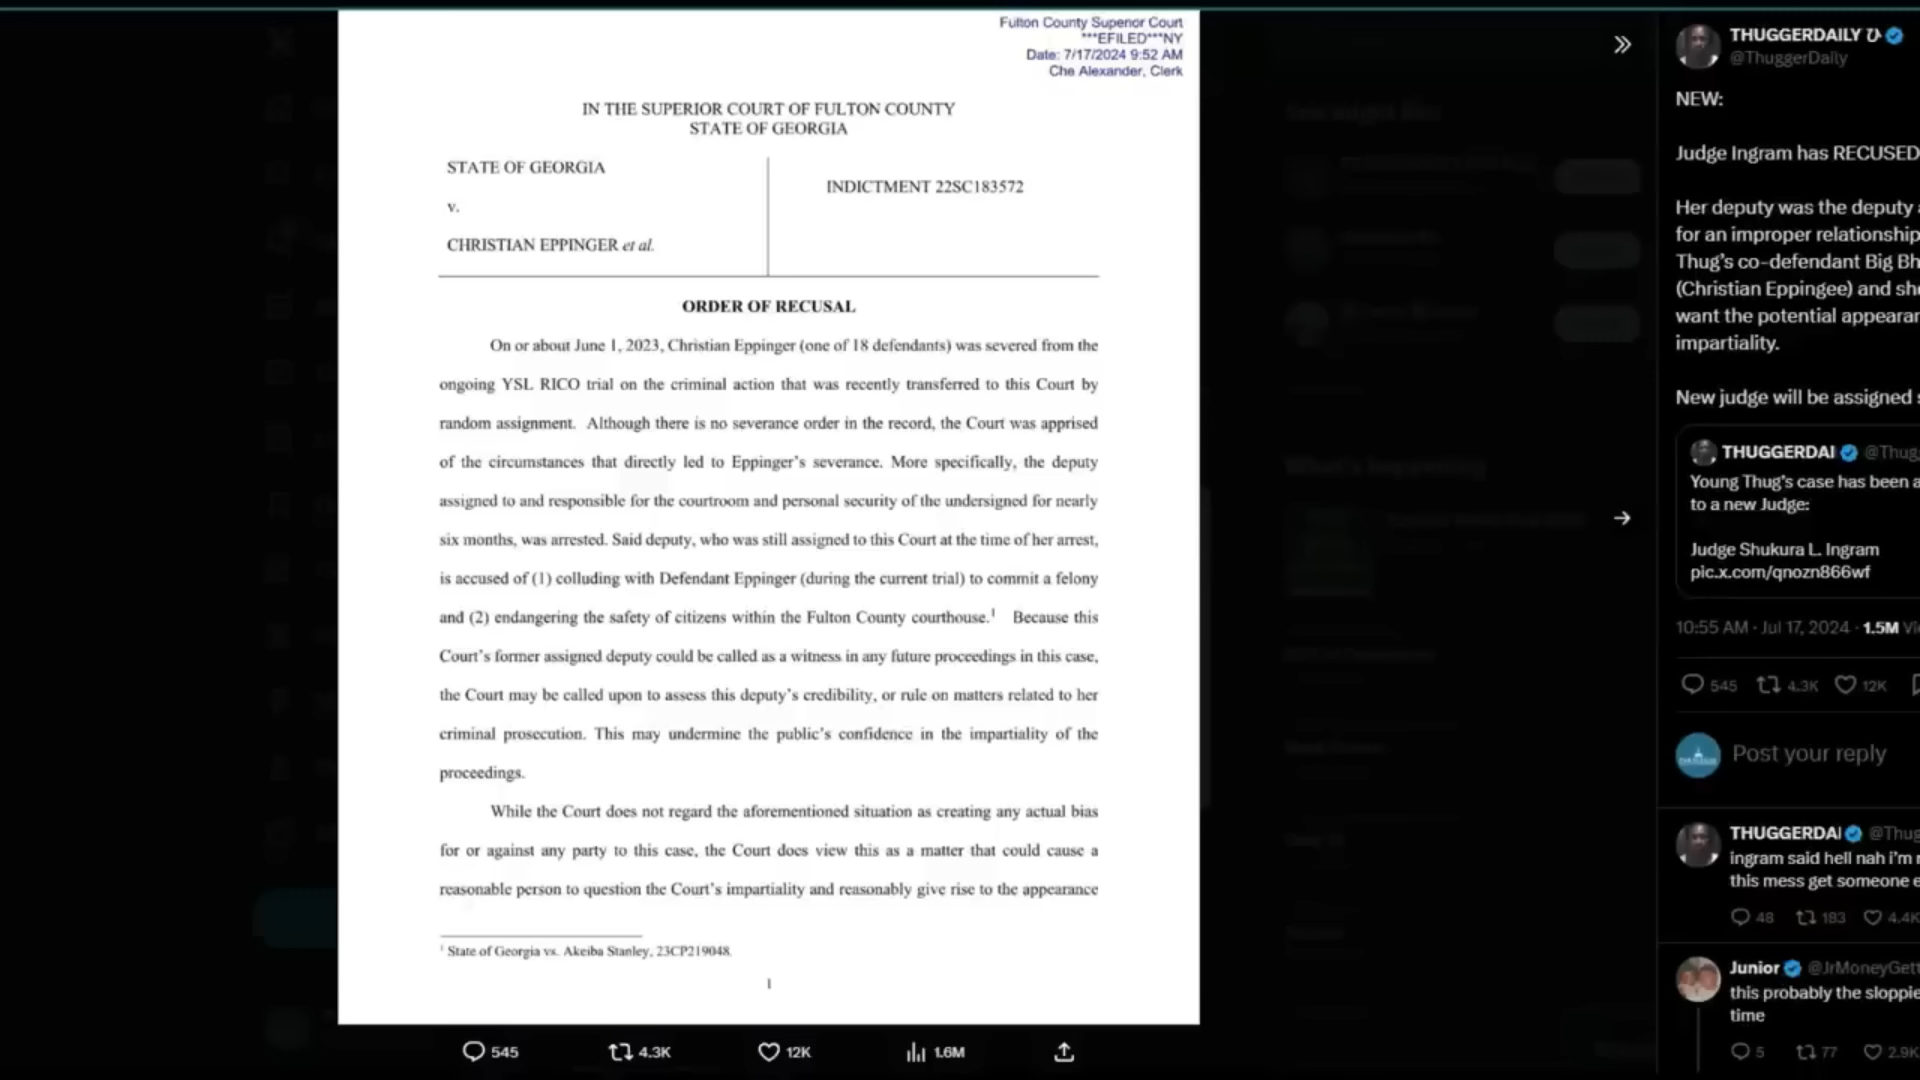 Fulton County Superior Court
***EFILED***NY
Date: 7/17/2024 9:52 AM
Che Alexander, Clerk
IN THE SUPERIOR COURT OF FULTON COUNTY
STATE OF GEORGIA
STATE OF GEORGIA
v.
CHRISTIAN EPPINGER et al.
INDICTMENT 22SC183572
ORDER OF RECUSAL
On or about June 1, 2023, Christian Eppinger (one of 18 defendants) was severed from the
ongoing YSL RICO trial on the criminal action that was recently transferred to this Court by
random assignment. Although there is no severance order in the record, the Court was apprised
of the circumstances that directly led to Eppinger's severance. More specifically, the deputy
assigned to and responsible for the courtroom and personal security of the undersigned for nearly
six months, was arrested. Said deputy, who was still assigned to this Court at the time of her arrest,
is accused of (1) colluding with Defendant Eppinger (during the current trial) to commit a felony
and (2) endangering the safety of citizens within the Fulton County courthouse.1 Because this
Court's former assigned deputy could be called as a witness in any future proceedings in this case,
the Court may be called upon to assess this deputy's credibility, or rule on matters related to her
criminal prosecution. This may undermine the public's confidence in the impartiality of the
proceedings.
While the Court does not regard the aforementioned situation as creating any actual bias
for or against any party to this case, the Court does view this as a matter that could cause a
reasonable person to question the Court's impartiality and reasonably give rise to the appearance
1 State of Georgia vs. Akeiba Stanley, 23CP219048.
1
545 4.3K 12K 1.6M
THUGGERDAILY ひ
@ThuggerDaily
NEW:
Judge Ingram has RECUSED
Her deputy was the deputy
for an improper relationship
Thug's co-defendant Big Bh
(Christian Eppingee) and she
want the potential appearan
impartiality.
New judge will be assigned s
THUGGERDAI @Thug
Young Thug's case has been a
to a new Judge:
Judge Shukura L. Ingram
pic.x.com/qnozn866wf
10:55 AM · Jul 17, 2024 · 1.5M Vi
545 4.3K 12K
Post your reply
THUGGERDAI @Thug
ingram said hell nah i'm
this mess get someone e
48 183 4.4K
Junior @JrMoneyGett
this probably the sloppie
time
5 77 2.9K